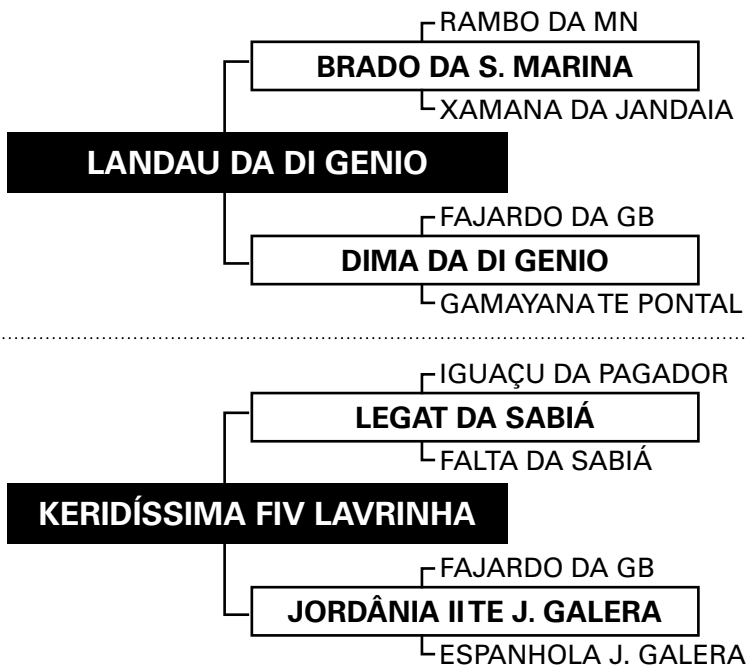 RAMBO DA MN
BRADO DA S. MARINA
XAMANA DA JANDAIA
LANDAU DA DI GENIO
FAJARDO DA GB
DIMA DA DI GENIO
GAMAYANA TE PONTAL
IGUAÇU DA PAGADOR
LEGAT DA SABIÁ
FALTA DA SABIÁ
KERIDÍSSIMA FIV LAVRINHA
FAJARDO DA GB
JORDÂNIA II TE J. GALERA
ESPANHOLA J. GALERA